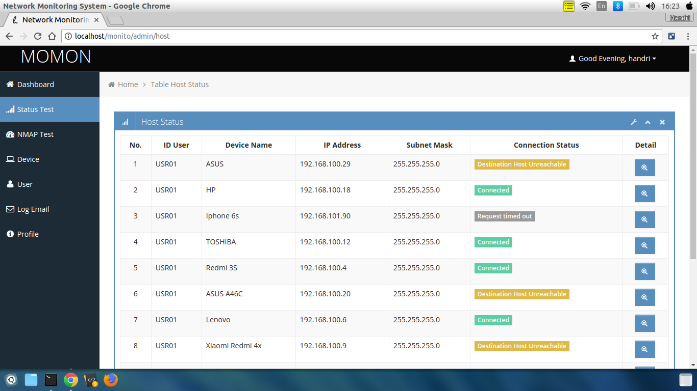 Network Monitoring System - Google Chrome
En
16:23
Network Monitorin
localhost/monito/admin/host
MOMON
Good Evening, handri
Dashboard
Status Test
NMAP Test
Device
User
Log Email
Profile
Home > Table Host Status
Host Status
No. ID User Device Name IP Address Subnet Mask Connection Status Detail
1 USR01 ASUS 192.168.100.29 255.255.255.0 Destination Host Unreachable
2 USR01 HP 192.168.100.18 255.255.255.0 Connected
3 USR01 Iphone 6s 192.168.101.90 255.255.255.0 Request timed out
4 USR01 TOSHIBA 192.168.100.12 255.255.255.0 Connected
5 USR01 Redmi 3S 192.168.100.4 255.255.255.0 Connected
6 USR01 ASUS A46C 192.168.100.20 255.255.255.0 Destination Host Unreachable
7 USR01 Lenovo 192.168.100.6 255.255.255.0 Connected
8 USR01 Xiaomi Redmi 4x 192.168.100.9 255.255.255.0 Destination Host Unreachable